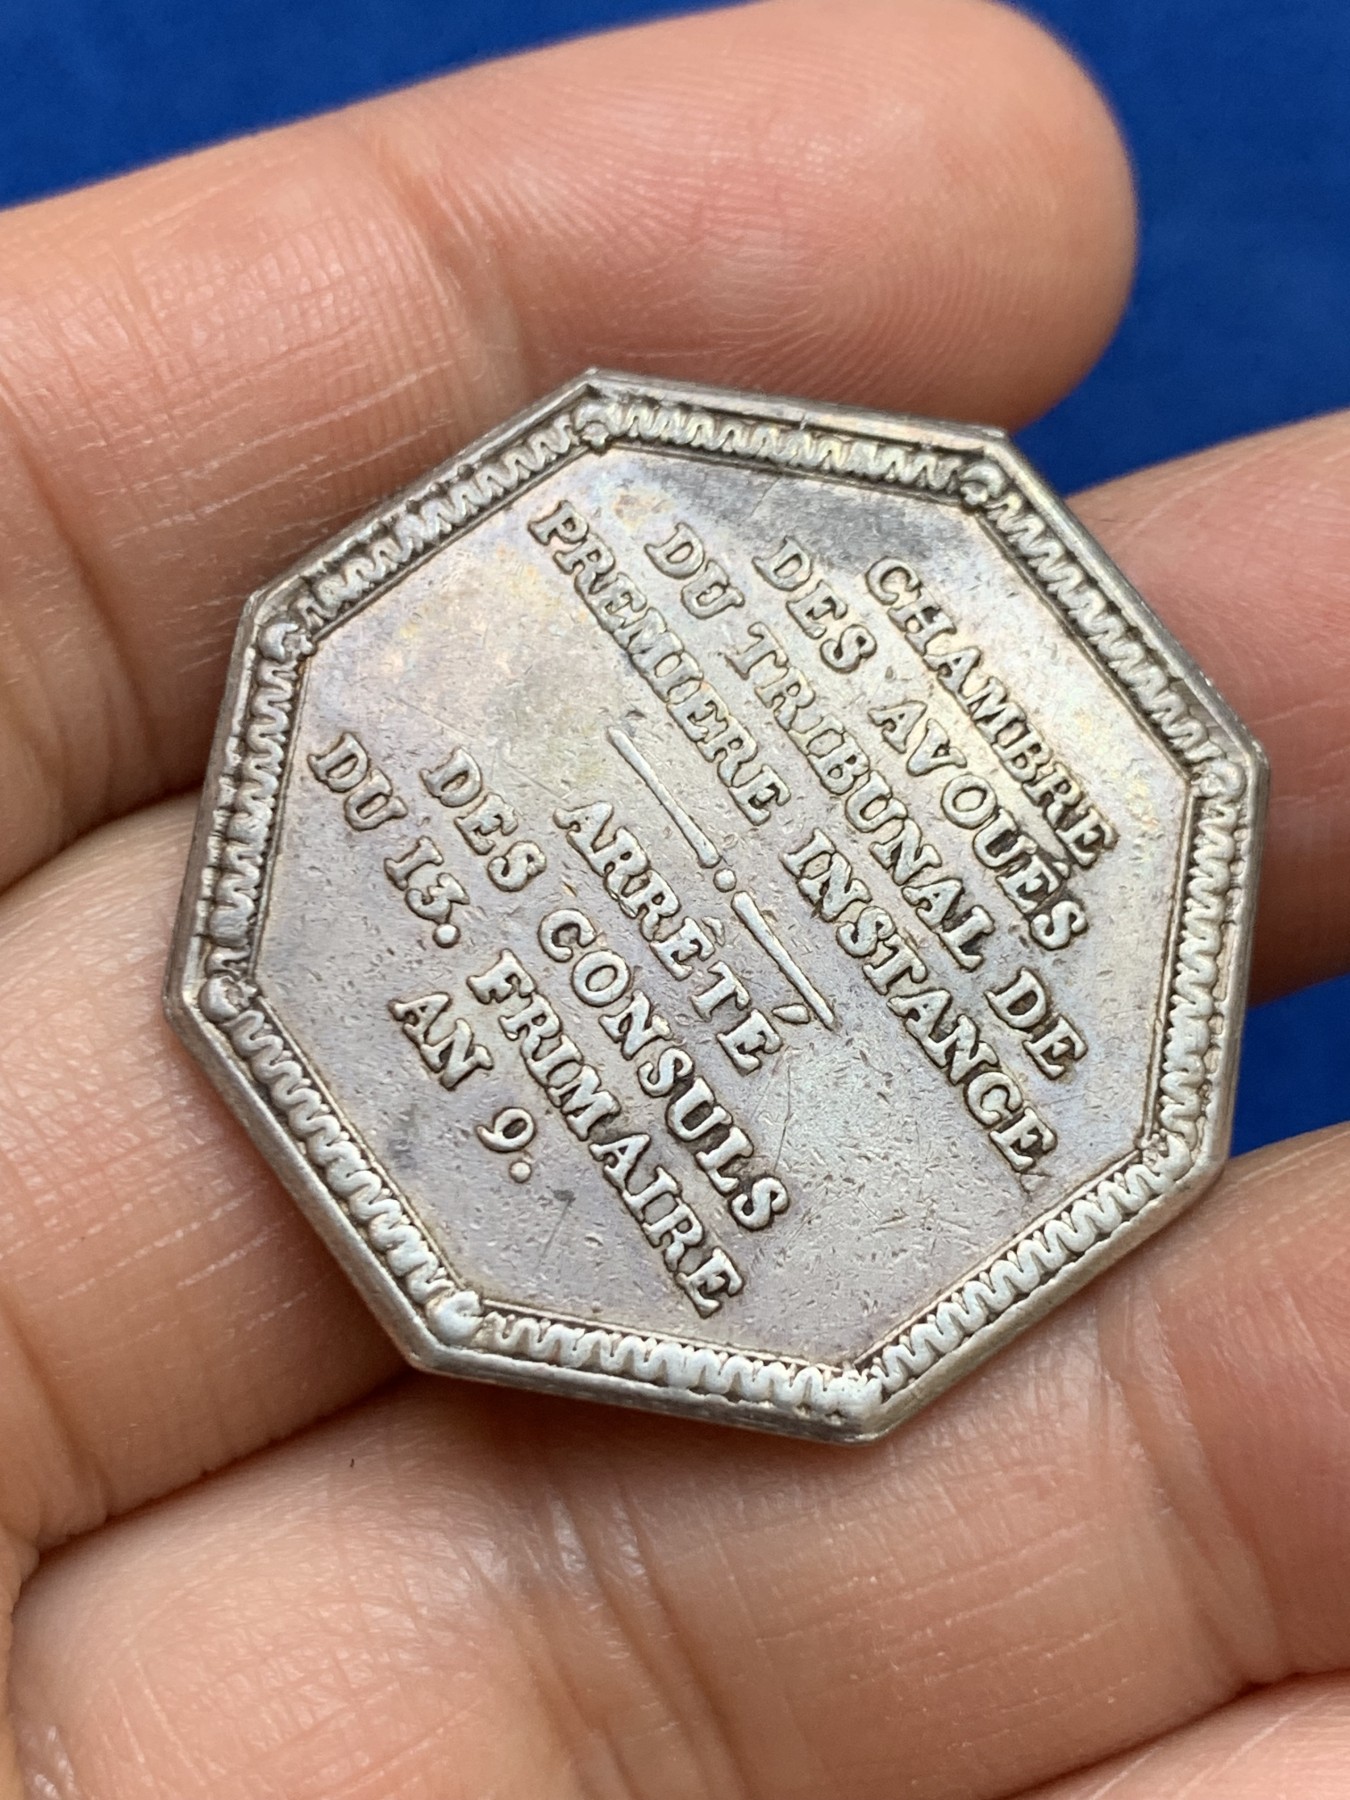 CHAMBRE
DES AVOUÉS
DU TRIBUNAL DE
PREMIERE INSTANCE
ARRÊTÉ
DES CONSULS
DU 13. FRIMAIRE
AN 9.